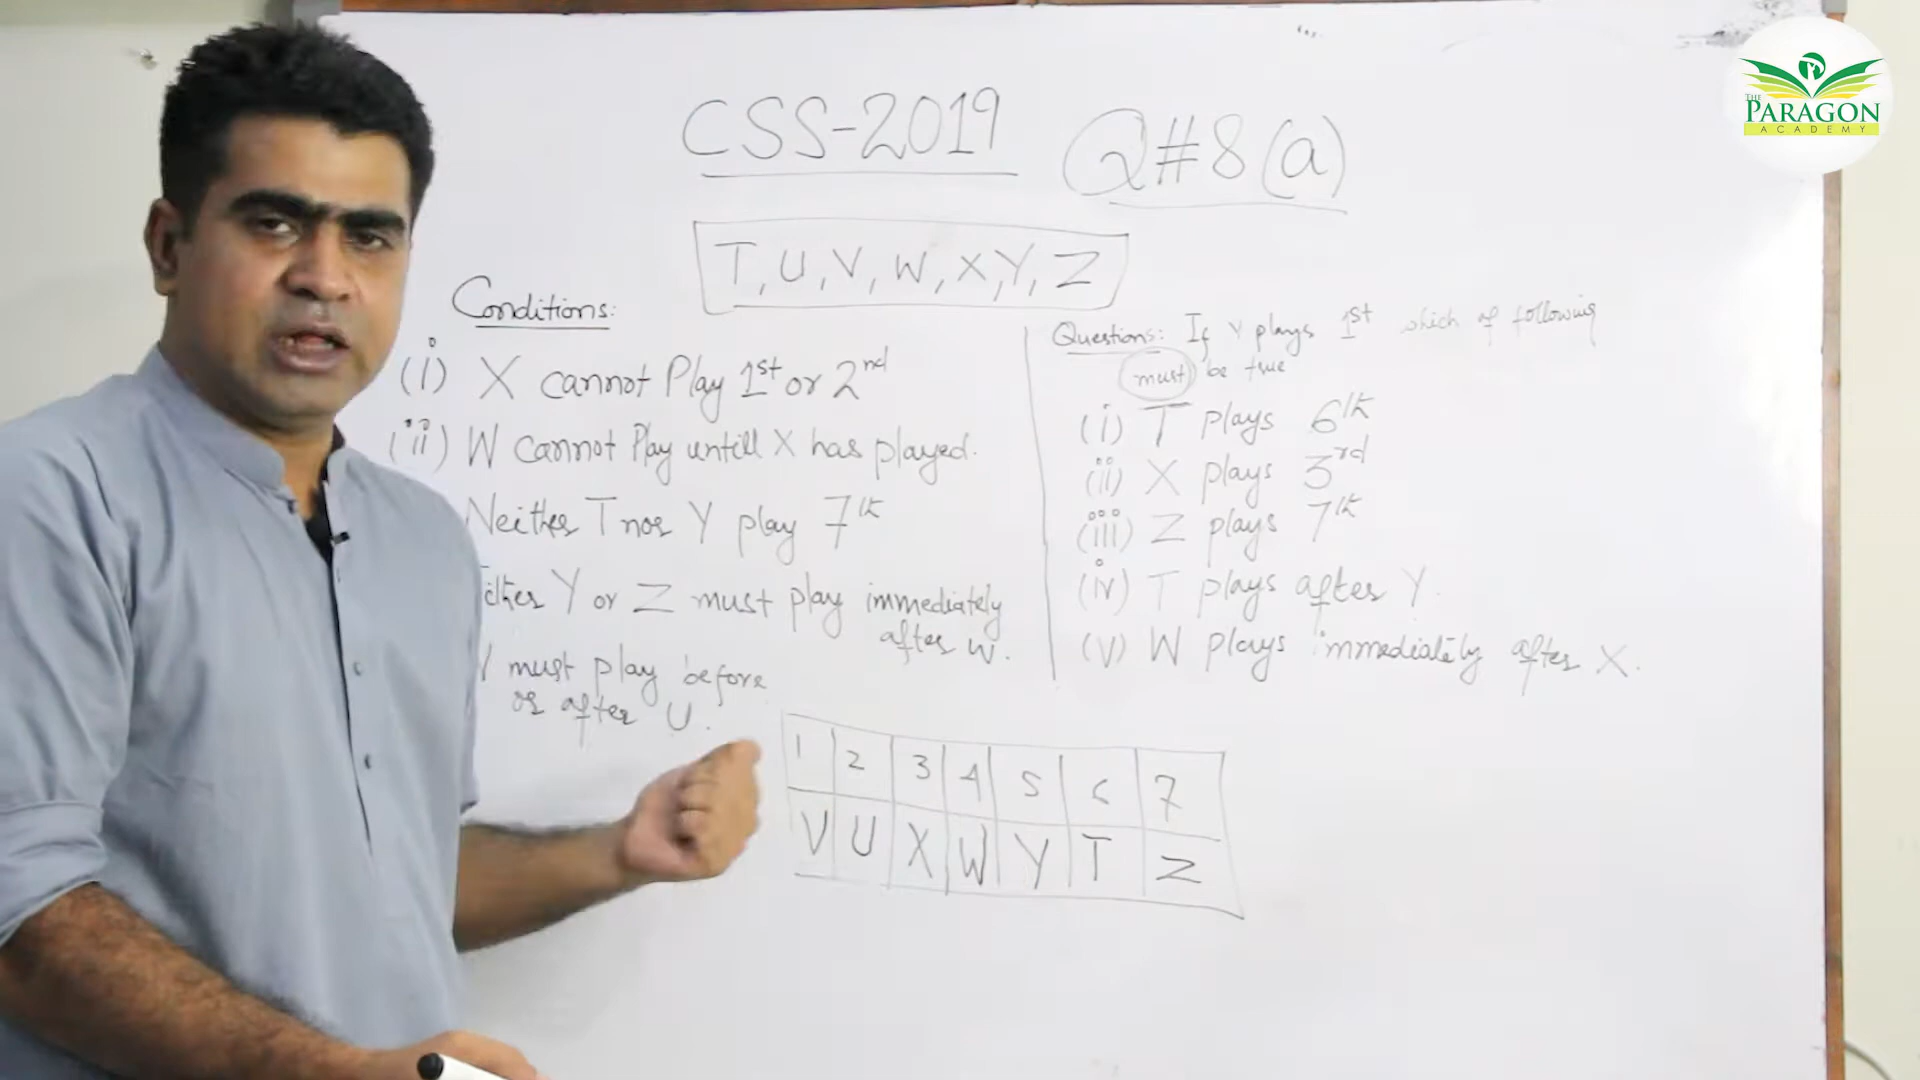 THE
PARAGON
ACADEMY
CSS-2019 Q#8(a)
T, U, V, W, X, Y, Z
Conditions:
(i) X cannot Play 1st or 2nd
(ii) W cannot Play untill X has played.
Neither T nor Y play 7th
Y or Z must play immediately
after W.
must play before
or after U.
Questions: If plays 1st which of following
must be true
(i) T plays 6th
(ii) X plays 3rd
(iii) Z plays 7th
(iv) T plays after Y.
(v) W plays immediately after X.
1 2 3 4 5 6 7
V U X W Y T Z